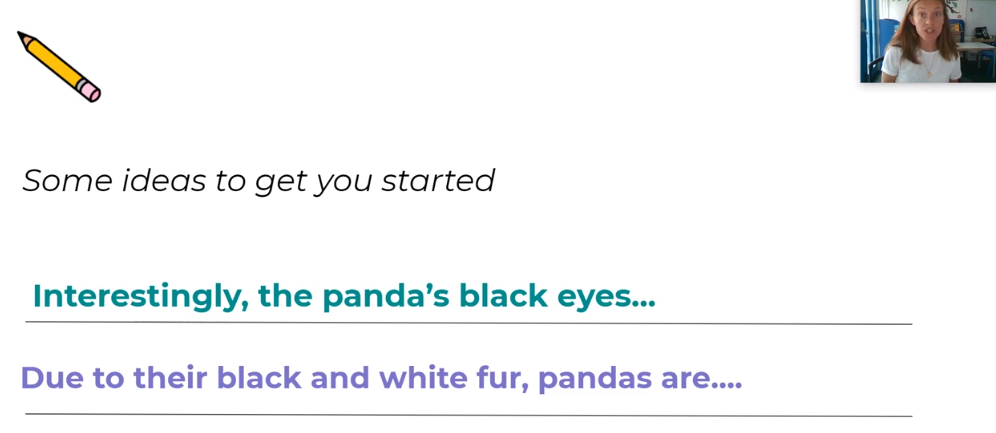 Some ideas to get you started
Interestingly, the panda’s black eyes...
Due to their black and white fur, pandas are....